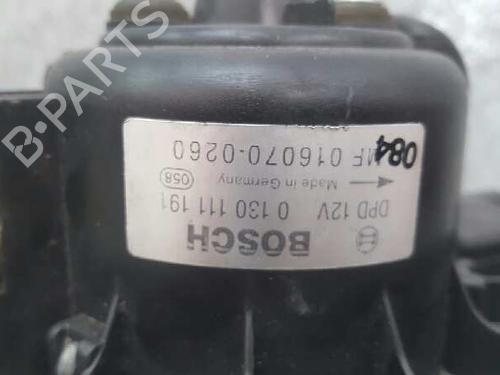 BOSCH
DPD 12V 0 130 111 191
Made in Germany 058
MF 016070-0260
084
B-PARTS